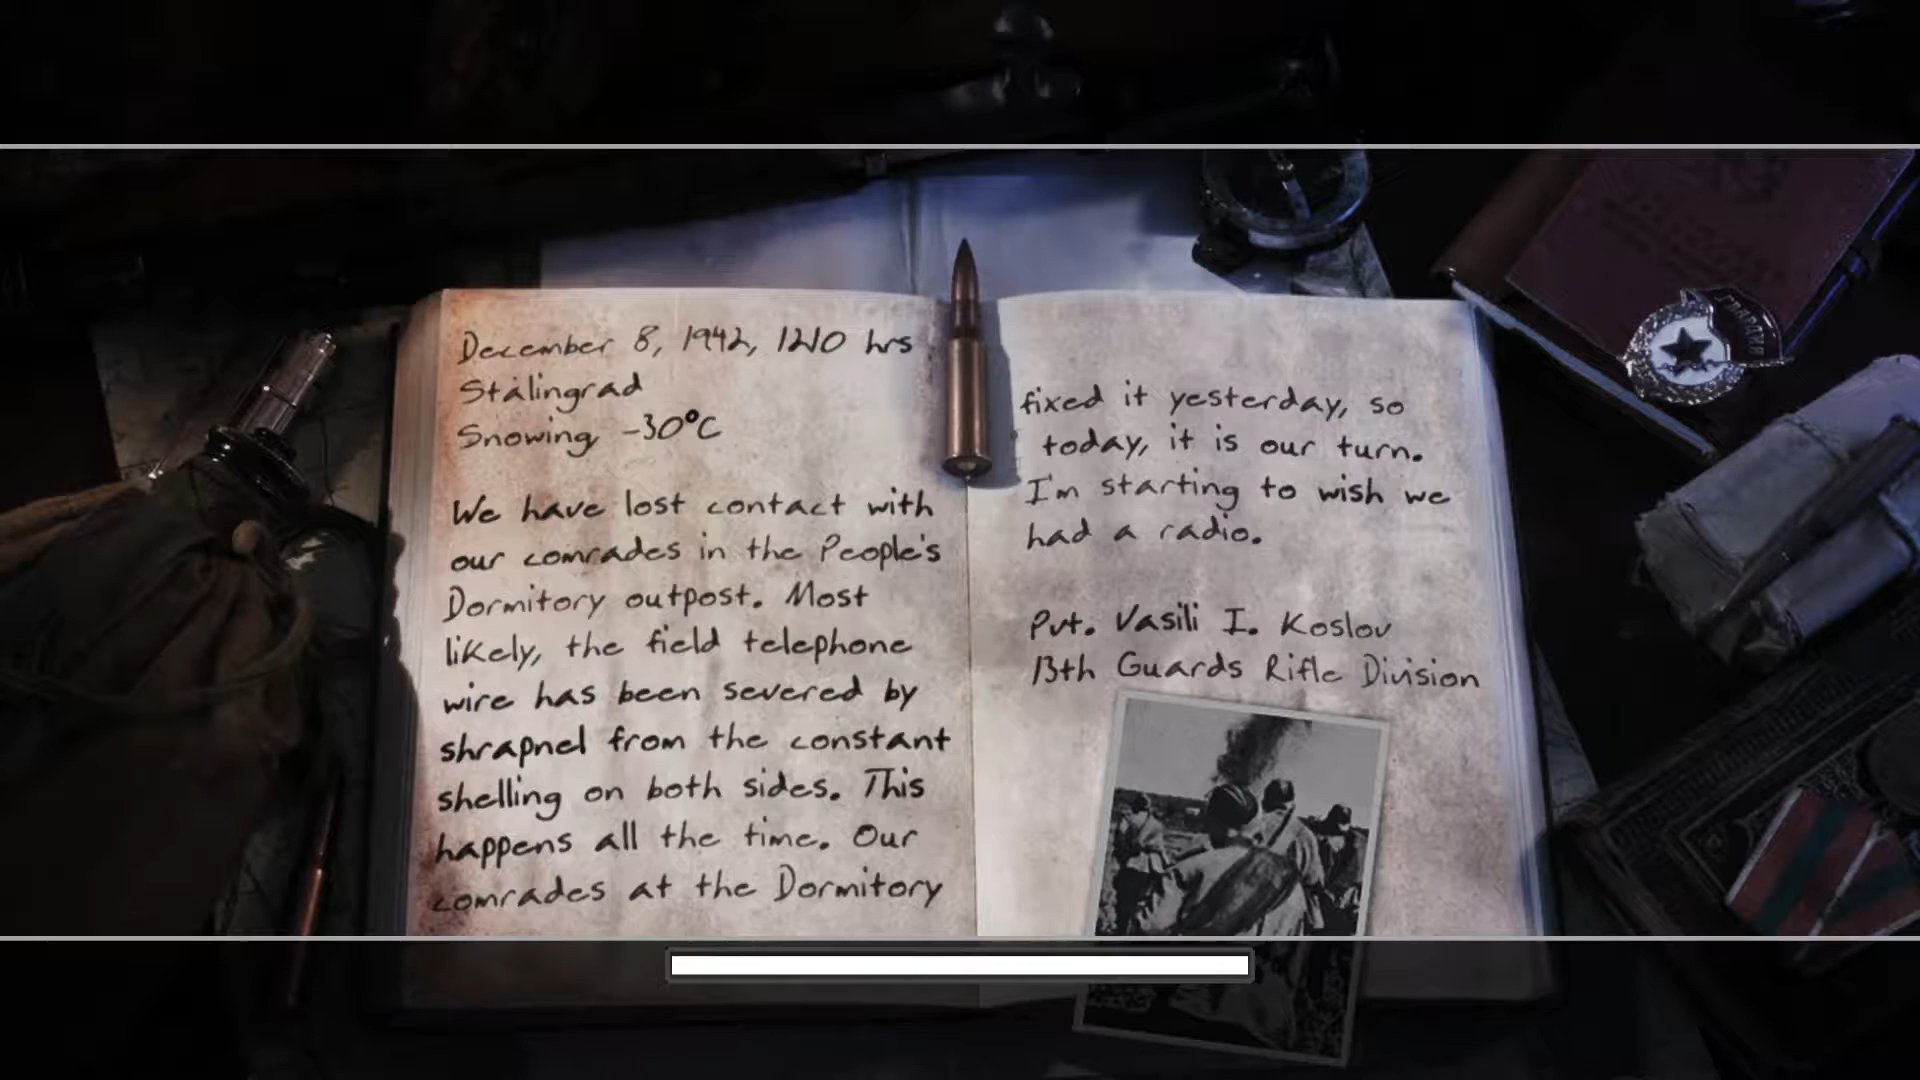 December 8, 1942, 1210 hrs
Stalingrad
Snowing -30°C
We have lost contact with
our comrades in the People's
Dormitory outpost. Most
likely, the field telephone
wire has been severed by
shrapnel from the constant
shelling on both sides. This
happens all the time. Our
comrades at the Dormitory
fixed it yesterday, so
today, it is our turn.
I'm starting to wish we
had a radio.
Pvt. Vasili I. Koslov
13th Guards Rifle Division
ГВАРДИЯ